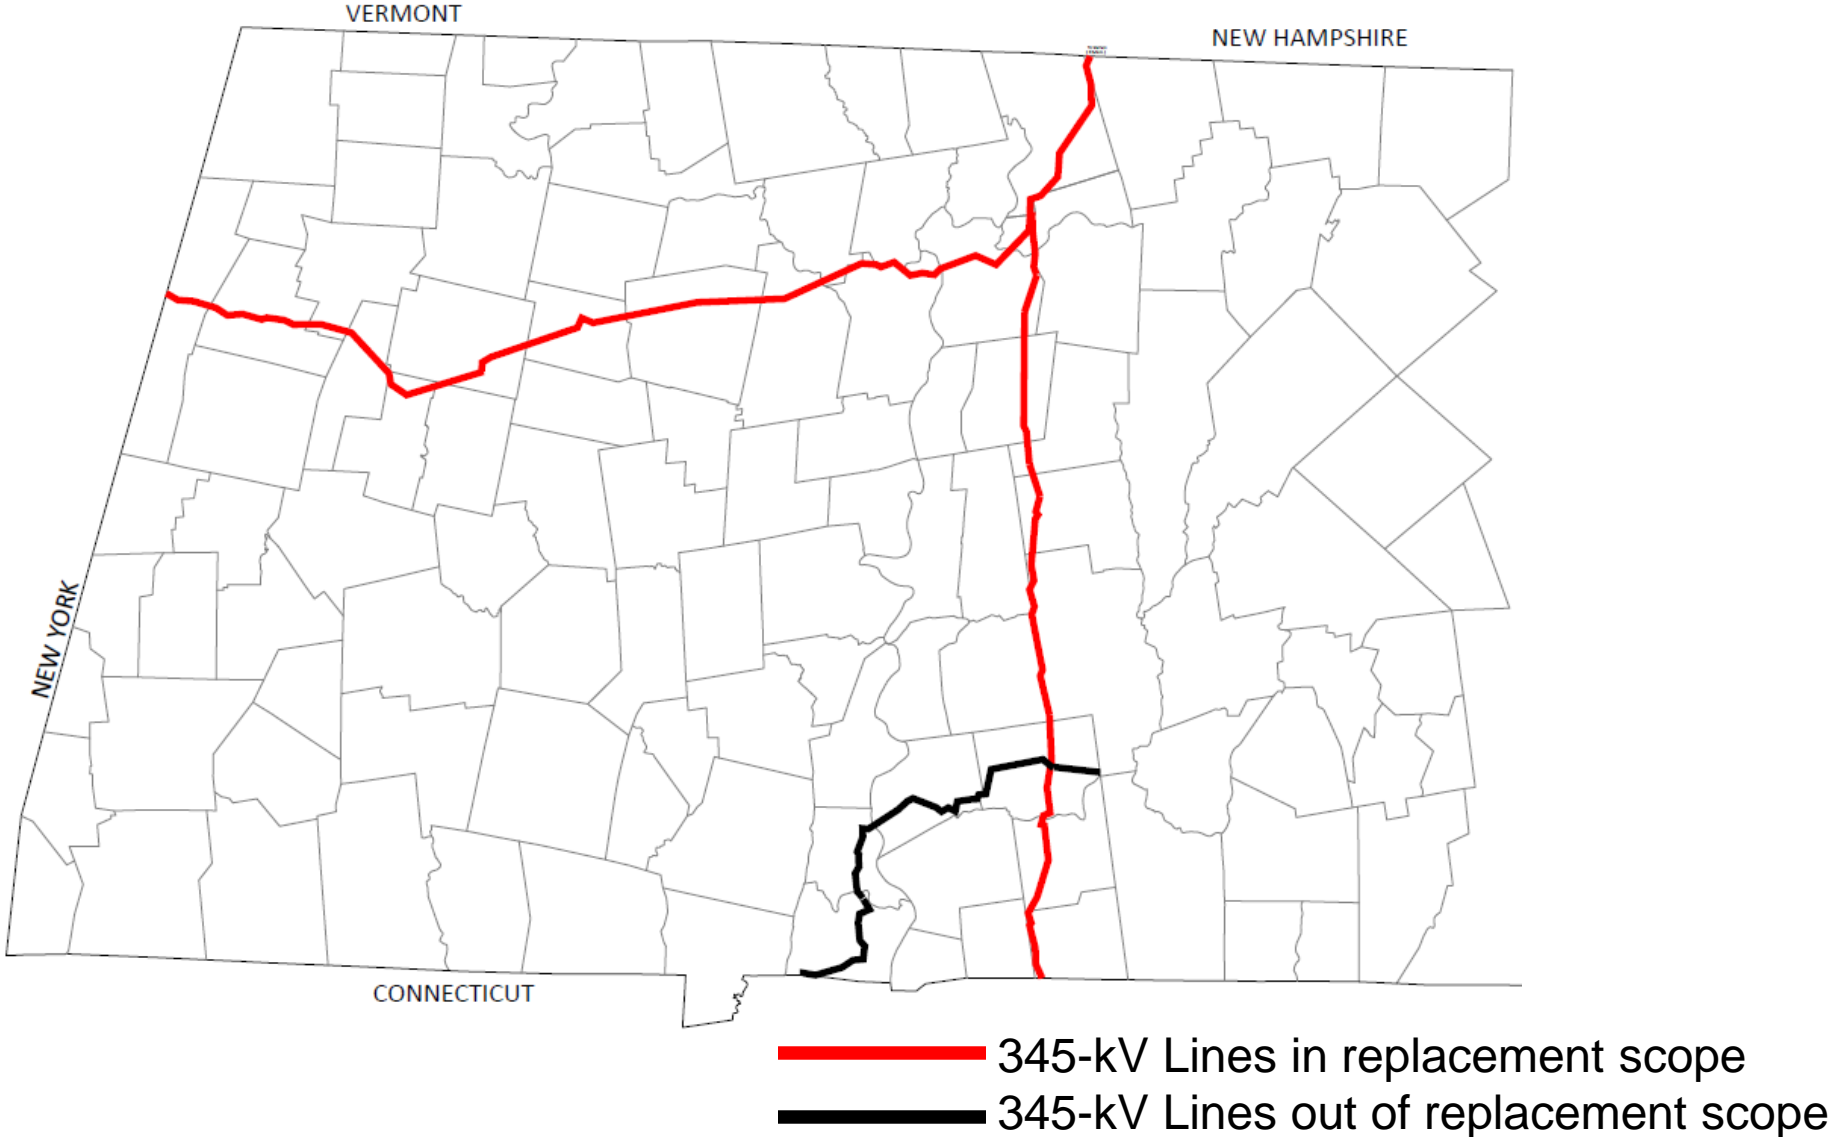 VERMONT
NEW HAMPSHIRE
NEW YORK
CONNECTICUT
345-kV Lines in replacement scope
345-kV Lines out of replacement scope